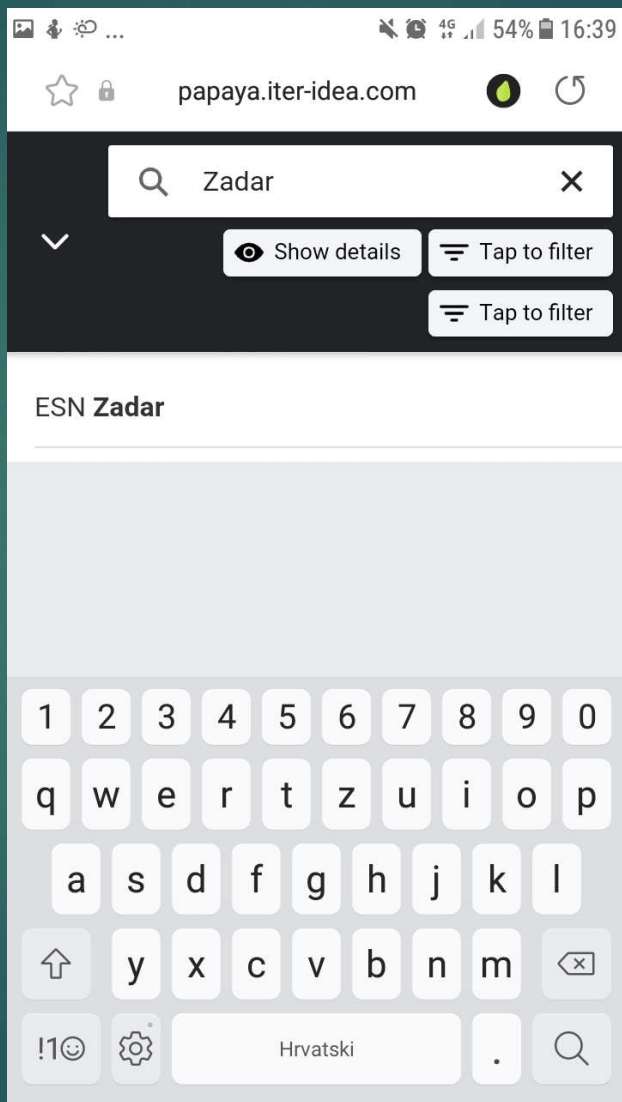 ... 4G 54% 16:39
papaya.iter-idea.com
Zadar
Show details Tap to filter
Tap to filter
ESN Zadar
1 2 3 4 5 6 7 8 9 0
q w e r t z u i o p
a s d f g h j k l
y x c v b n m
!1☺ Hrvatski .